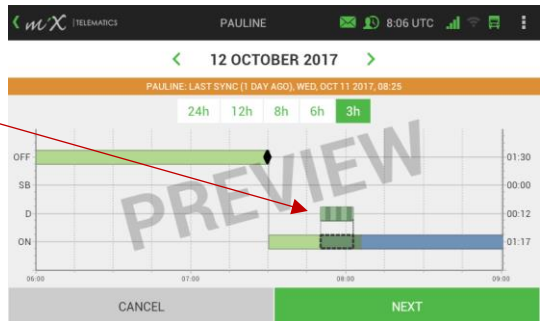 MiX TELEMATICS PAULINE 8:06 UTC
12 OCTOBER 2017
PAULINE: LAST SYNC (1 DAY AGO), WED, OCT 11 2017, 08:25
24h 12h 8h 6h 3h
OFF 01:30
SB 00:00
D 00:12
ON 01:17
PREVIEW
06:00 07:00 08:00 09:00
CANCEL NEXT